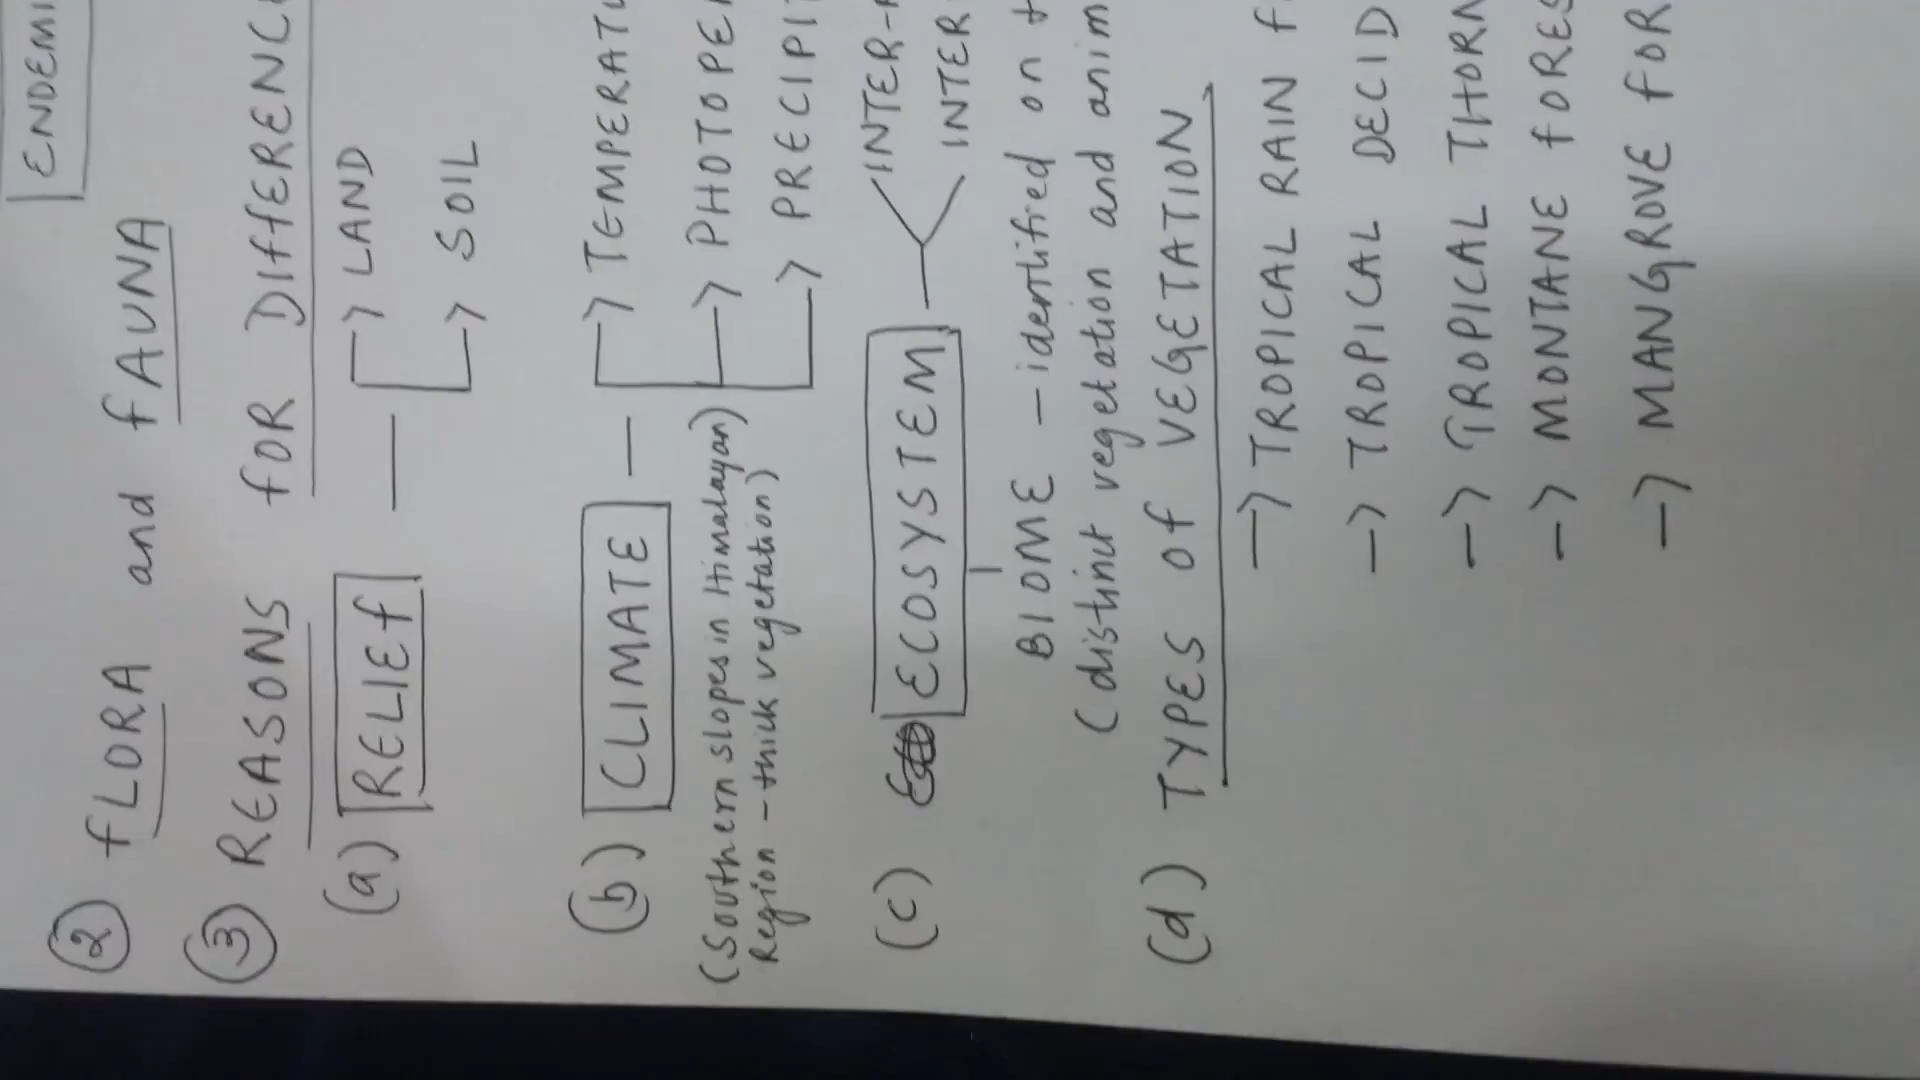 ENDEMI
② FLORA and FAUNA
③ REASONS FOR DIFFERENC
(a) RELIEF — → LAND
→ SOIL
(b) CLIMATE — → TEMPERATU
→ PHOTOPE
→ PRECIPI
(Southern slopes in Himalayan
Region - thick vegetation)
(c) ECOSYSTEM — INTER-
INTER
BIOME - identified on t
(distinct vegetation and anim
(d) TYPES OF VEGETATION
→ TROPICAL RAIN F
→ TROPICAL DECID
→ TROPICAL THORN
→ MONTANE FORES
→ MANGROVE FOR